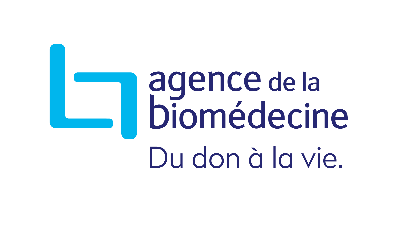 agence de la
biomédecine
Du don à la vie.